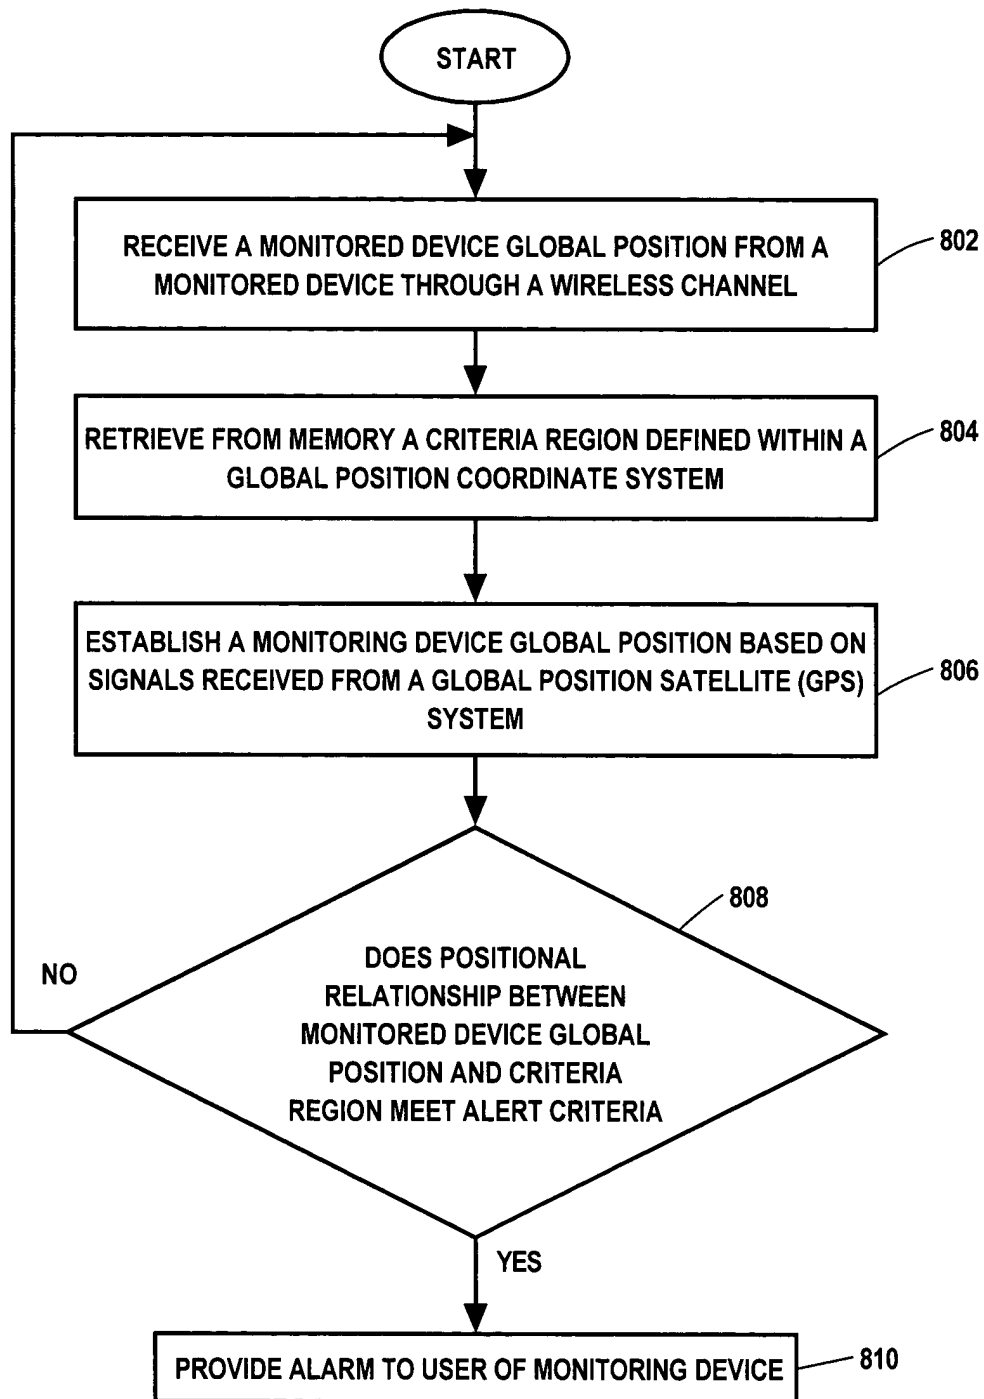 START
RECEIVE A MONITORED DEVICE GLOBAL POSITION FROM A
MONITORED DEVICE THROUGH A WIRELESS CHANNEL
802
RETRIEVE FROM MEMORY A CRITERIA REGION DEFINED WITHIN A
GLOBAL POSITION COORDINATE SYSTEM
804
ESTABLISH A MONITORING DEVICE GLOBAL POSITION BASED ON
SIGNALS RECEIVED FROM A GLOBAL POSITION SATELLITE (GPS)
SYSTEM
806
808
DOES POSITIONAL
RELATIONSHIP BETWEEN
MONITORED DEVICE GLOBAL
POSITION AND CRITERIA
REGION MEET ALERT CRITERIA
NO
YES
PROVIDE ALARM TO USER OF MONITORING DEVICE
810